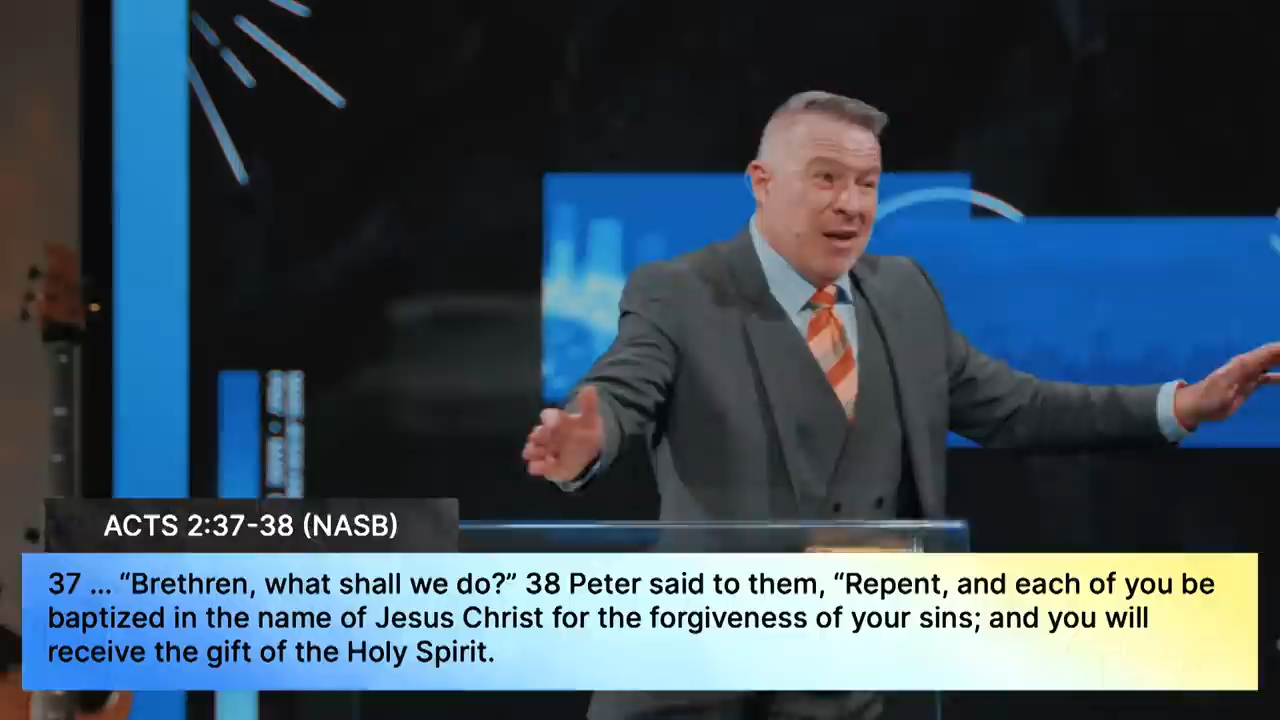 ACTS 2:37-38 (NASB)
37 ... “Brethren, what shall we do?” 38 Peter said to them, “Repent, and each of you be
baptized in the name of Jesus Christ for the forgiveness of your sins; and you will
receive the gift of the Holy Spirit.